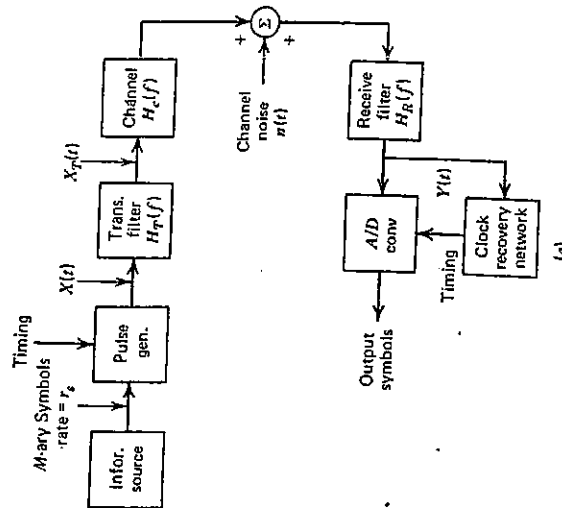 Timing
M-ary Symbols
rate = r_s
Infor.
source
Pulse
gen.
X(t)
Trans.
filter
H_T(f)
X_T(t)
Channel
H_c(f)
+
Σ
+
Channel
noise
n(t)
Receive
filter
H_R(f)
Y(t)
A/D
conv
Output
symbols
Timing
Clock
recovery
network